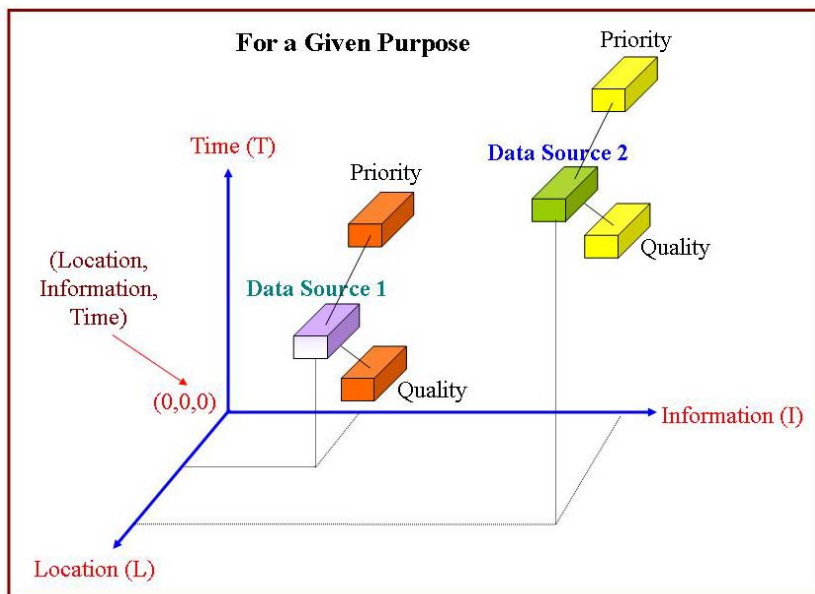 For a Given Purpose
Priority
Time (T)
Data Source 2
Priority
Quality
(Location,
Information,
Time)
Data Source 1
(0,0,0)
Quality
Information (I)
Location (L)